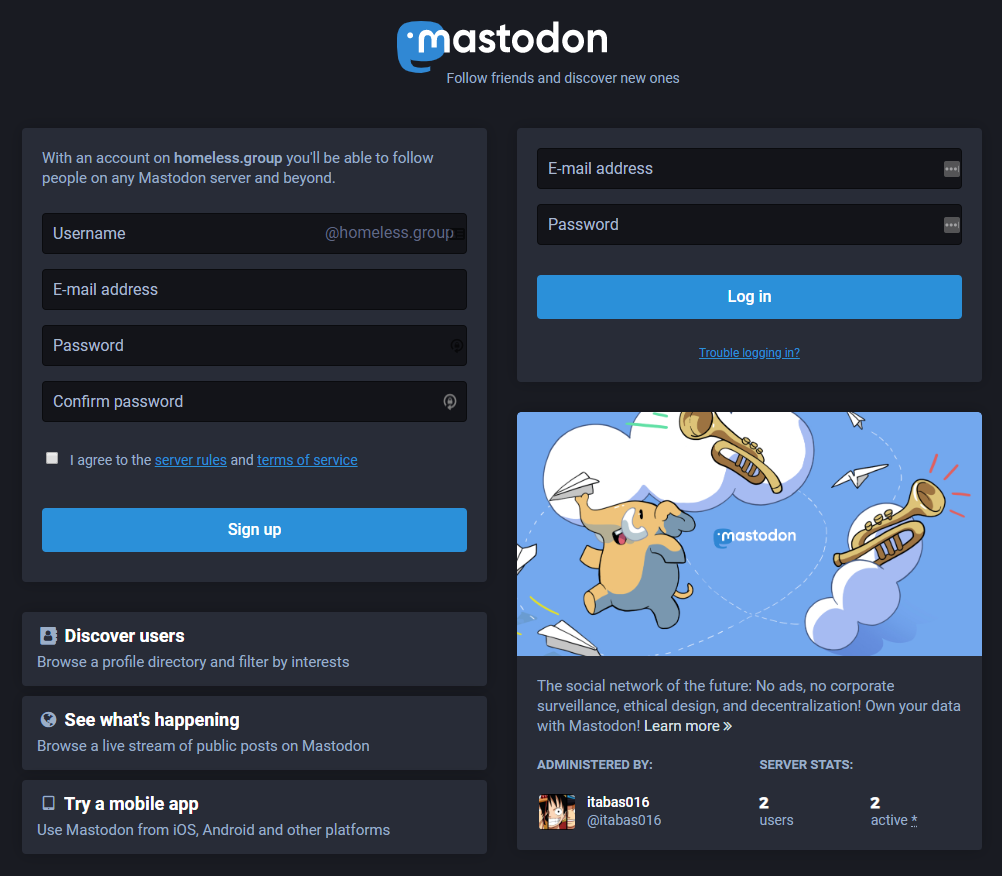 mastodon
Follow friends and discover new ones
With an account on homeless.group you'll be able to follow
people on any Mastodon server and beyond.
Username @homeless.group
E-mail address
Password
Confirm password
I agree to the server rules and terms of service
Sign up
Discover users
Browse a profile directory and filter by interests
See what's happening
Browse a live stream of public posts on Mastodon
Try a mobile app
Use Mastodon from iOS, Android and other platforms
E-mail address
Password
Log in
Trouble logging in?
mastodon
The social network of the future: No ads, no corporate
surveillance, ethical design, and decentralization! Own your data
with Mastodon! Learn more »
ADMINISTERED BY:
itabas016
@itabas016
SERVER STATS:
2 2
users active *